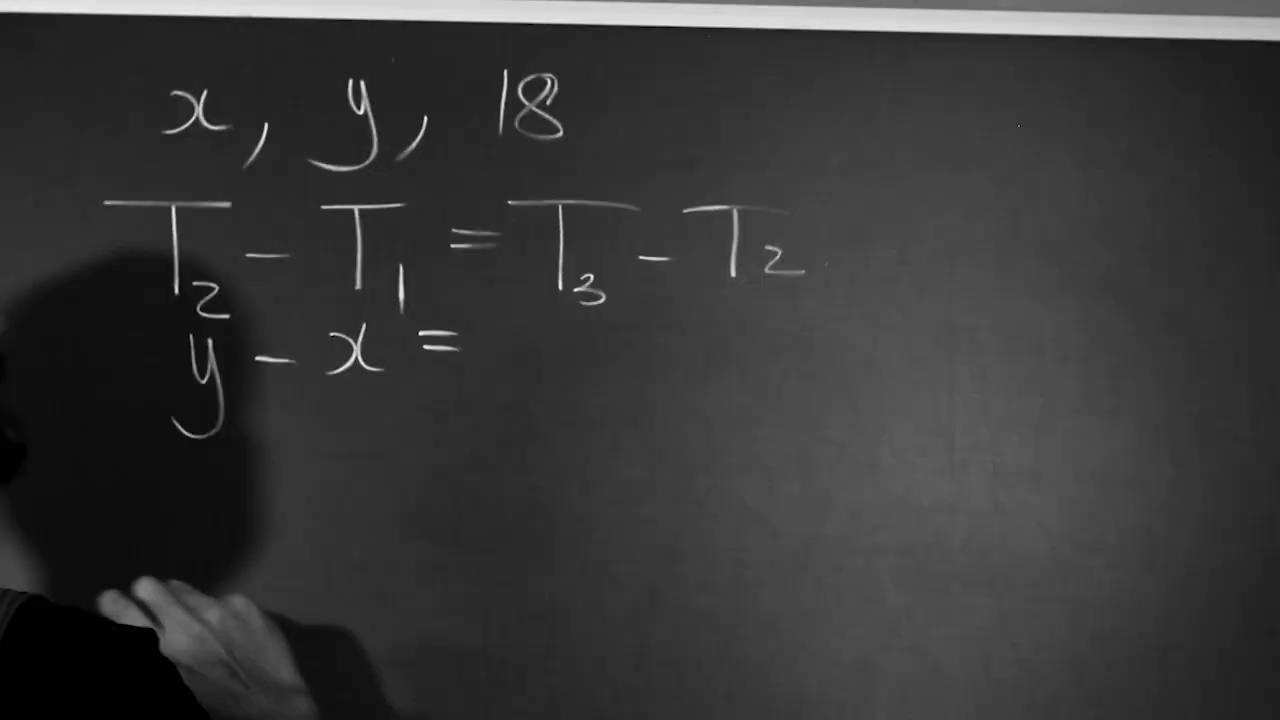 x, y, 18
T₂ - T₁ = T₃ - T₂
y - x =